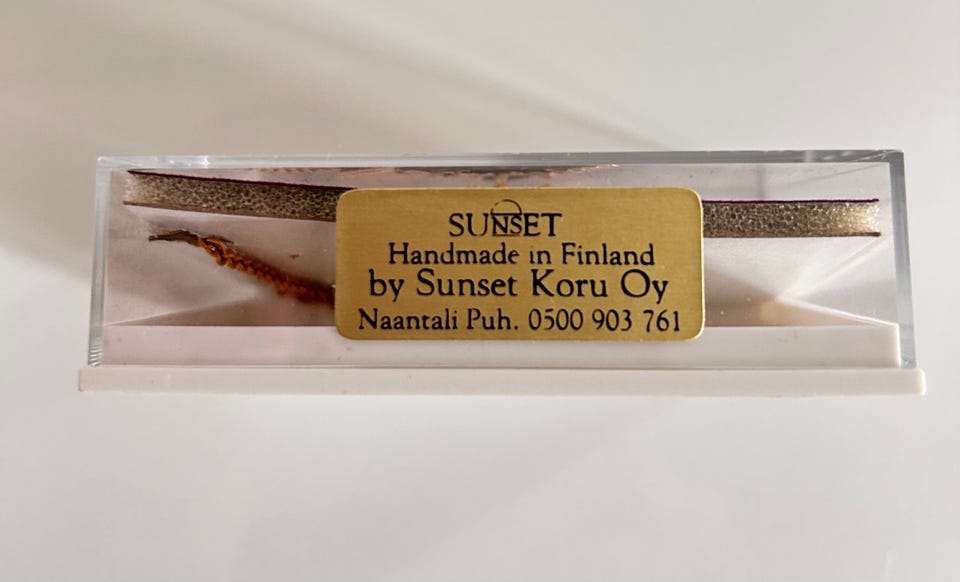 SUNSET
Handmade in Finland
by Sunset Koru Oy
Naantali Puh. 0500 903 761